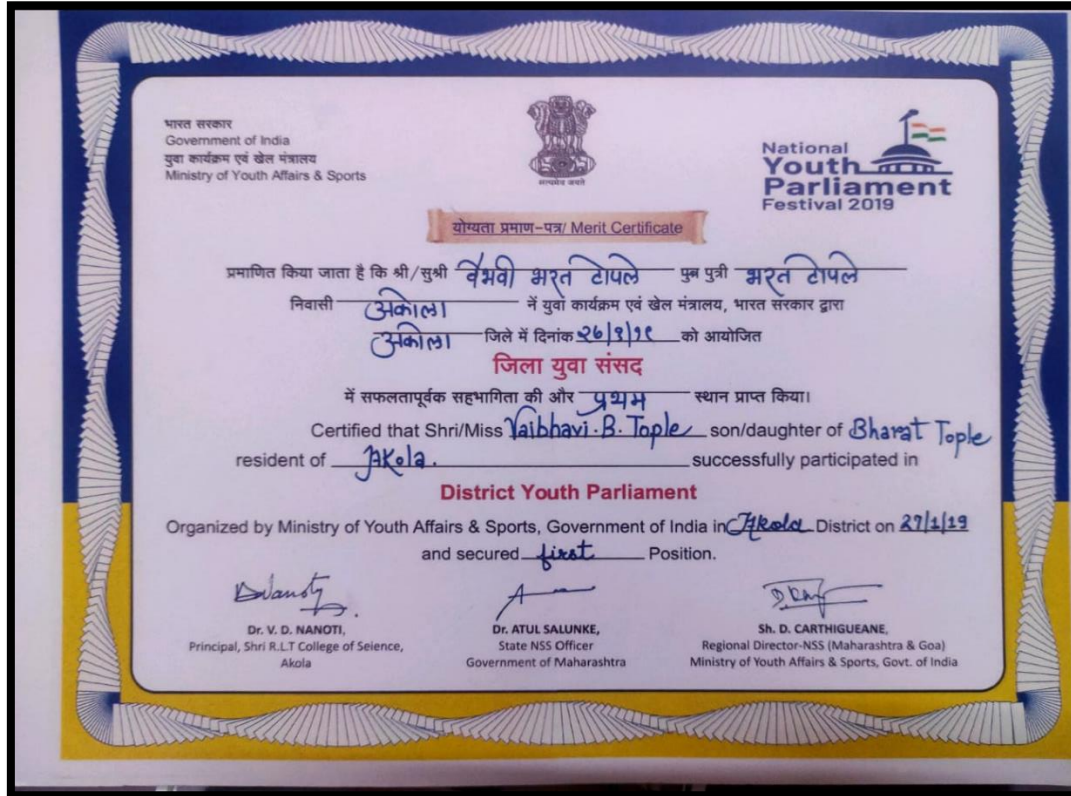 भारत सरकार
Government of India
युवा कार्यक्रम एवं खेल मंत्रालय
Ministry of Youth Affairs & Sports
सत्यमेव जयते
National
Youth
Parliament
Festival 2019
योग्यता प्रमाण-पत्र/ Merit Certificate
प्रमाणित किया जाता है कि श्री/सुश्री वैभवी भरत टोपले पुत्र पुत्री भरत टोपले
निवासी अकोला नें युवा कार्यक्रम एवं खेल मंत्रालय, भारत सरकार द्वारा
अकोला जिले में दिनांक २७/१/१९ को आयोजित
जिला युवा संसद
में सफलतापूर्वक सहभागिता की और प्रथम स्थान प्राप्त किया।
Certified that Shri/Miss Vaibhavi. B. Tople son/daughter of Bharat Tople
resident of Akola. successfully participated in
District Youth Parliament
Organized by Ministry of Youth Affairs & Sports, Government of India in Akola District on 27/1/19
and secured first Position.
Dr. V. D. NANOTI,
Principal, Shri R.L.T College of Seience,
Akola
Dr. ATUL SALUNKE,
State NSS Officer
Government of Maharashtra
Sh. D. CARTHIGUEANE,
Regional Director-NSS (Maharashtra & Goa)
Ministry of Youth Affairs & Sports, Govt. of India